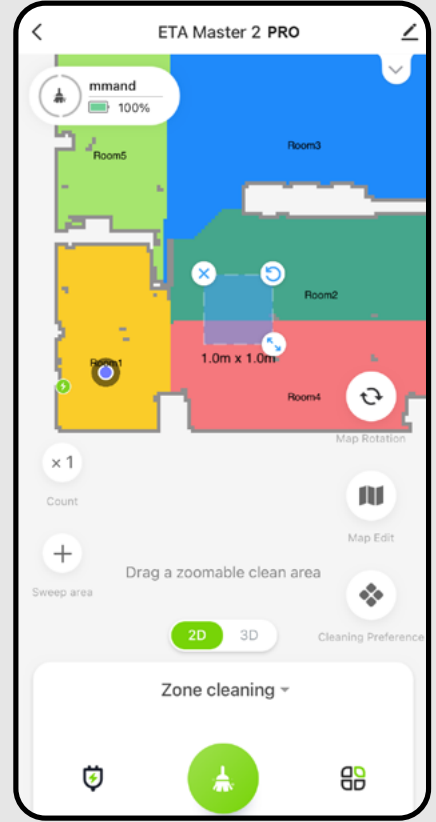 ETA Master 2 PRO
mmand
100%
Room5
Room3
Room2
1.0m x 1.0m
Room1
Room4
Map Rotation
x 1
Count
Map Edit
Drag a zoomable clean area
Sweep area
2D 3D
Cleaning Preference
Zone cleaning